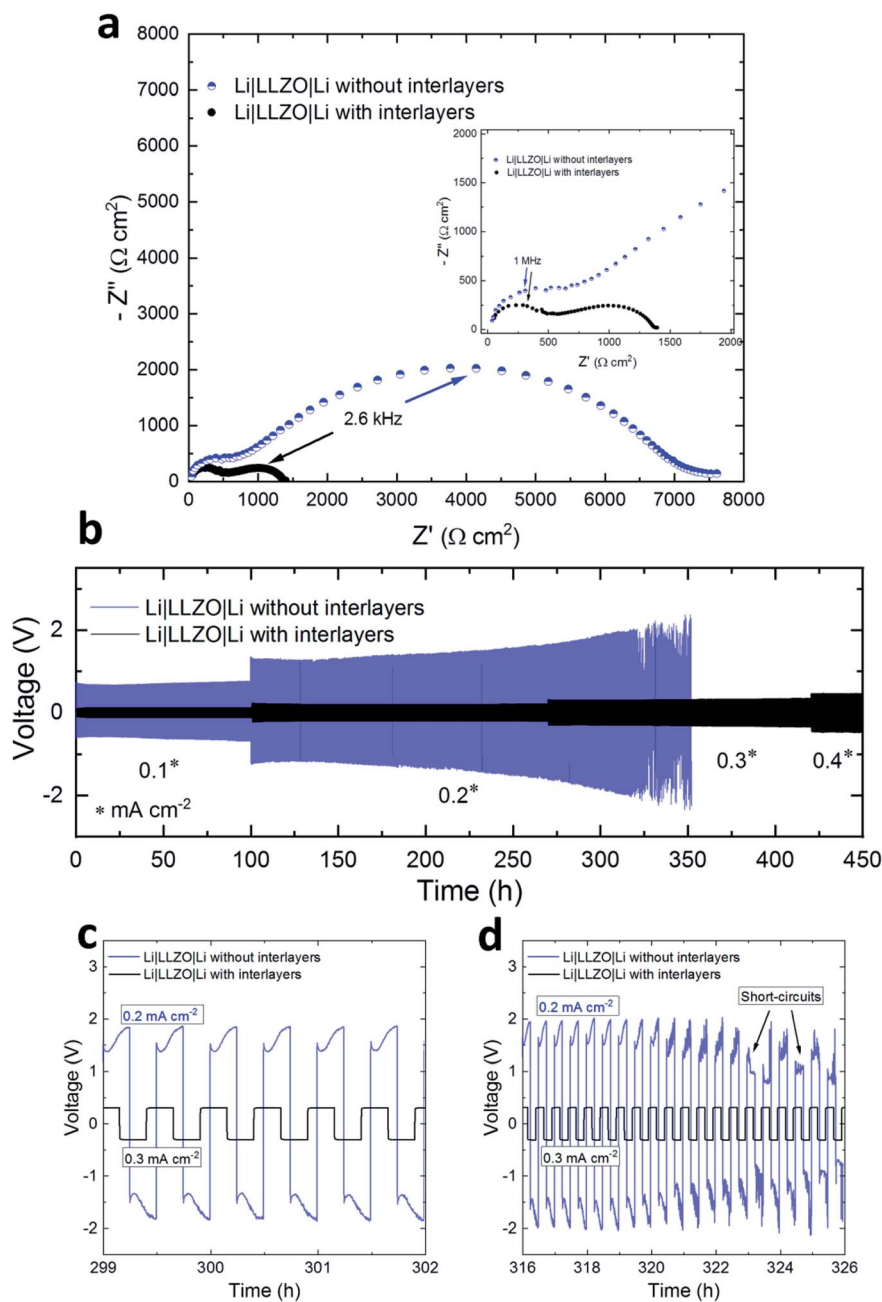 a
8000
7000
6000
5000
4000
3000
2000
1000
0
- Z" (Ω cm²)
Li|LLZO|Li without interlayers
Li|LLZO|Li with interlayers
2000
1500
1000
500
0
- Z" (Ω cm²)
Li|LLZO|Li without interlayers
Li|LLZO|Li with interlayers
1 MHz
0 500 1000 1500 2000
Z' (Ω cm²)
2.6 kHz
0 1000 2000 3000 4000 5000 6000 7000 8000
Z' (Ω cm²)
b
Voltage (V)
2
0
-2
Li|LLZO|Li without interlayers
Li|LLZO|Li with interlayers
0.1*
0.2*
0.3*
0.4*
* mA cm-2
0 50 100 150 200 250 300 350 400 450
Time (h)
c
Voltage (V)
3
2
1
0
-1
-2
Li|LLZO|Li without interlayers
Li|LLZO|Li with interlayers
0.2 mA cm-2
0.3 mA cm-2
299 300 301 302
Time (h)
d
Voltage (V)
3
2
1
0
-1
-2
Li|LLZO|Li without interlayers
Li|LLZO|Li with interlayers
0.2 mA cm-2
Short-circuits
0.3 mA cm-2
316 318 320 322 324 326
Time (h)